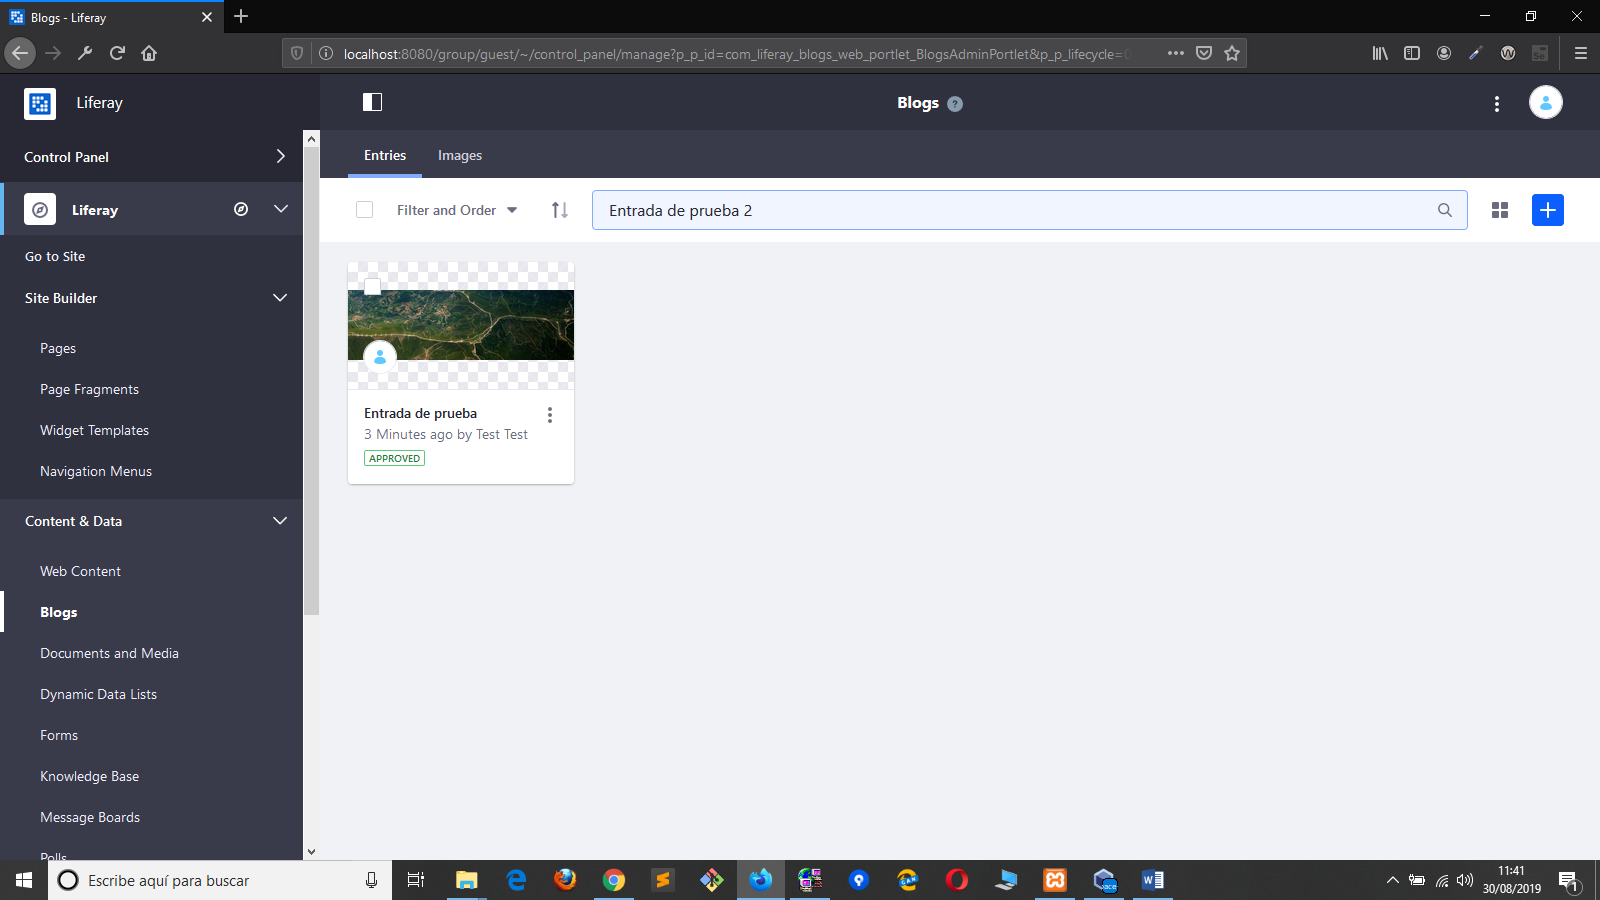 Blogs - Liferay
localhost:8080/group/guest/~/control_panel/manage?p_p_id=com_liferay_blogs_web_portlet_BlogsAdminPortlet&p_p_lifecycle=
Liferay
Blogs ?
Control Panel
Entries Images
Liferay
Filter and Order
Entrada de prueba 2
Go to Site
Site Builder
Pages
Page Fragments
Widget Templates
Navigation Menus
Entrada de prueba
3 Minutes ago by Test Test
APPROVED
Content & Data
Web Content
Blogs
Documents and Media
Dynamic Data Lists
Forms
Knowledge Base
Message Boards
Polls
Escribe aquí para buscar
11:41
30/08/2019
1